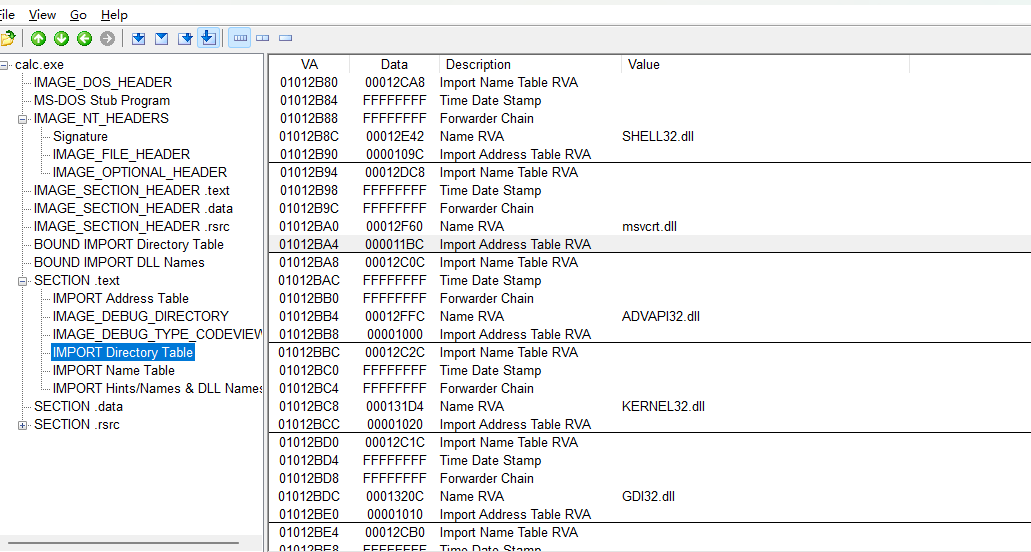 File View Go Help
calc.exe
IMAGE_DOS_HEADER
MS-DOS Stub Program
IMAGE_NT_HEADERS
Signature
IMAGE_FILE_HEADER
IMAGE_OPTIONAL_HEADER
IMAGE_SECTION_HEADER .text
IMAGE_SECTION_HEADER .data
IMAGE_SECTION_HEADER .rsrc
BOUND IMPORT Directory Table
BOUND IMPORT DLL Names
SECTION .text
IMPORT Address Table
IMAGE_DEBUG_DIRECTORY
IMAGE_DEBUG_TYPE_CODEVIEW
IMPORT Directory Table
IMPORT Name Table
IMPORT Hints/Names & DLL Names
SECTION .data
SECTION .rsrc
VA Data Description Value
01012B80 00012CA8 Import Name Table RVA
01012B84 FFFFFFFF Time Date Stamp
01012B88 FFFFFFFF Forwarder Chain
01012B8C 00012E42 Name RVA SHELL32.dll
01012B90 0000109C Import Address Table RVA
01012B94 00012DC8 Import Name Table RVA
01012B98 FFFFFFFF Time Date Stamp
01012B9C FFFFFFFF Forwarder Chain
01012BA0 00012F60 Name RVA msvcrt.dll
01012BA4 000011BC Import Address Table RVA
01012BA8 00012C0C Import Name Table RVA
01012BAC FFFFFFFF Time Date Stamp
01012BB0 FFFFFFFF Forwarder Chain
01012BB4 00012FFC Name RVA ADVAPI32.dll
01012BB8 00001000 Import Address Table RVA
01012BBC 00012C2C Import Name Table RVA
01012BC0 FFFFFFFF Time Date Stamp
01012BC4 FFFFFFFF Forwarder Chain
01012BC8 000131D4 Name RVA KERNEL32.dll
01012BCC 00001020 Import Address Table RVA
01012BD0 00012C1C Import Name Table RVA
01012BD4 FFFFFFFF Time Date Stamp
01012BD8 FFFFFFFF Forwarder Chain
01012BDC 0001320C Name RVA GDI32.dll
01012BE0 00001010 Import Address Table RVA
01012BE4 00012CB0 Import Name Table RVA
01012BE8 FFFFFFFF Time Date Stamp